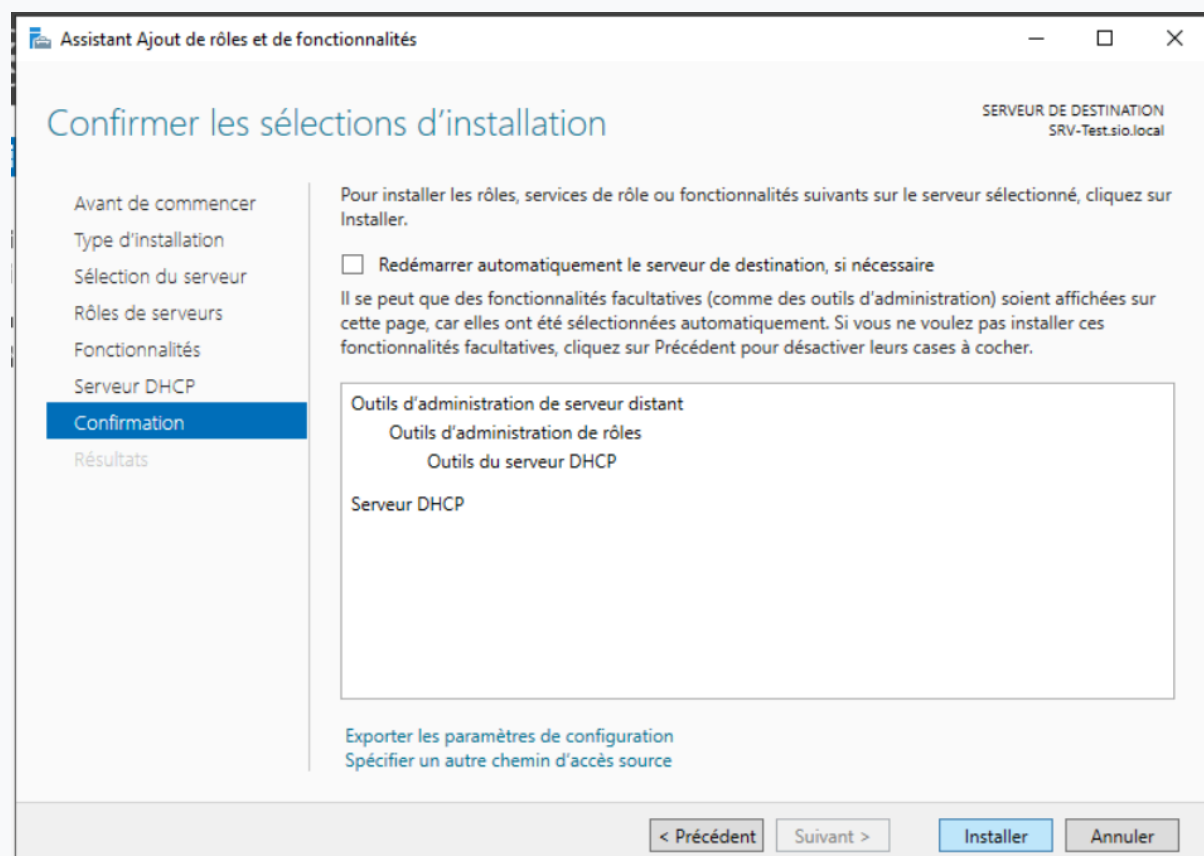 Assistant Ajout de rôles et de fonctionnalités
Confirmer les sélections d’installation
SERVEUR DE DESTINATION
SRV-Test.sio.local
Avant de commencer
Type d'installation
Sélection du serveur
Rôles de serveurs
Fonctionnalités
Serveur DHCP
Confirmation
Résultats
Pour installer les rôles, services de rôle ou fonctionnalités suivants sur le serveur sélectionné, cliquez sur
Installer.
Redémarrer automatiquement le serveur de destination, si nécessaire
Il se peut que des fonctionnalités facultatives (comme des outils d’administration) soient affichées sur
cette page, car elles ont été sélectionnées automatiquement. Si vous ne voulez pas installer ces
fonctionnalités facultatives, cliquez sur Précédent pour désactiver leurs cases à cocher.
Outils d’administration de serveur distant
Outils d’administration de rôles
Outils du serveur DHCP
Serveur DHCP
Exporter les paramètres de configuration
Spécifier un autre chemin d’accès source
< Précédent
Suivant >
Installer
Annuler